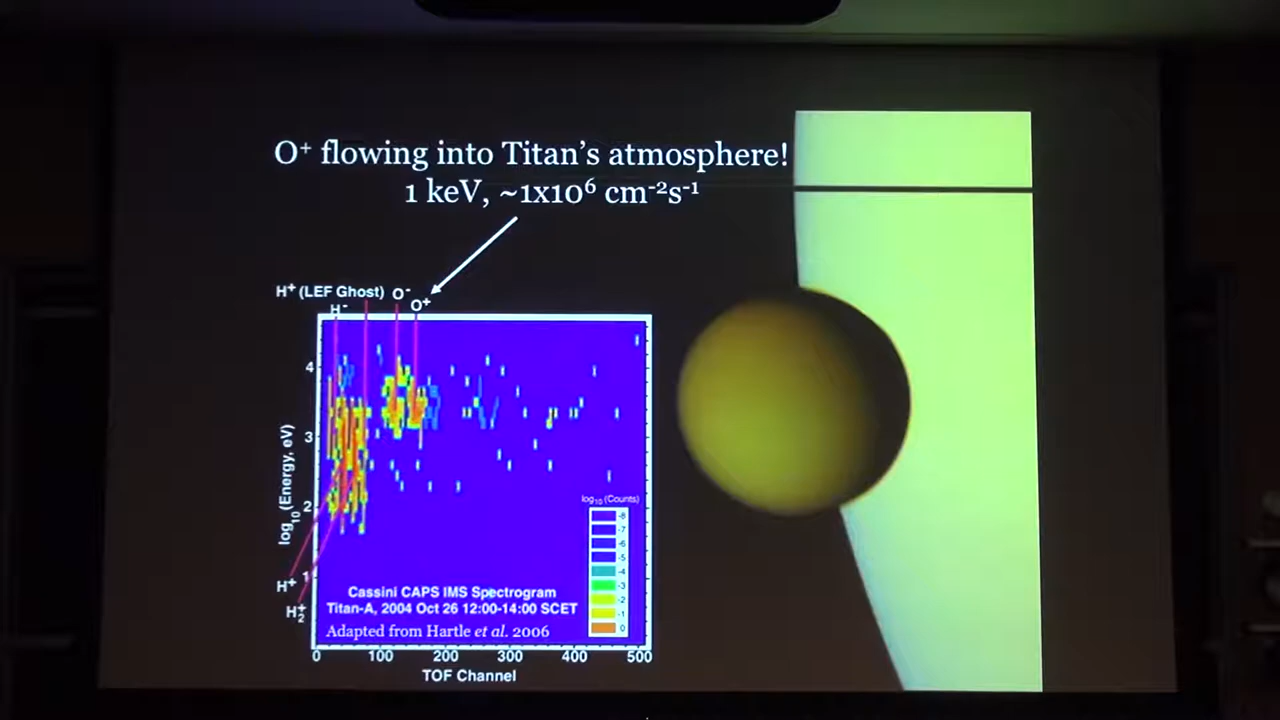 O⁺ flowing into Titan's atmosphere!
1 keV, ~1x10⁶ cm⁻²s⁻¹
H⁺ (LEF Ghost) O⁻
H⁻ O⁺
4
3
2
1
log₁₀(Energy, eV)
H⁺
H₂⁺
log₁₀ (Counts)
-8
-7
-6
-5
-4
-3
-2
-1
0
Cassini CAPS IMS Spectrogram
Titan-A, 2004 Oct 26 12:00-14:00 SCET
Adapted from Hartle et al. 2006
0 100 200 300 400 500
TOF Channel